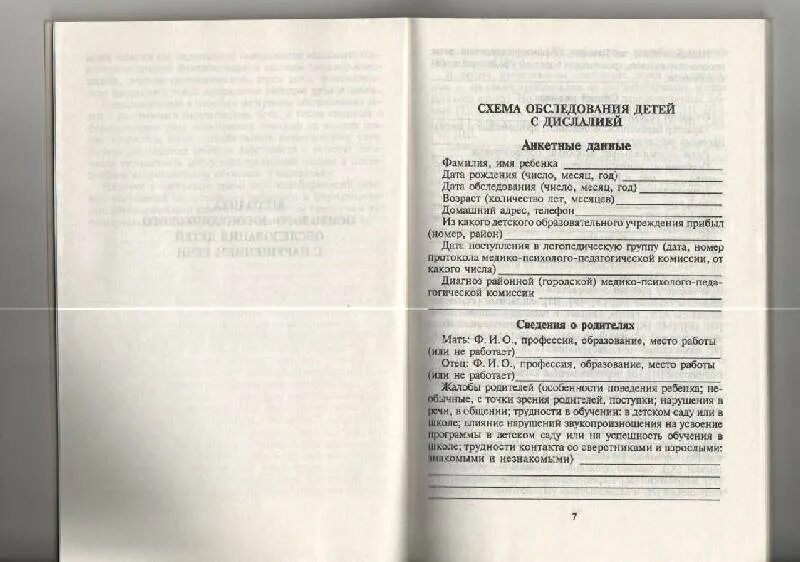 СХЕМА ОБСЛЕДОВАНИЯ ДЕТЕЙ
С ДИСЛАЛИЕЙ
Анкетные данные
Фамилия, имя ребенка
Дата рождения (число, месяц, год)
Дата обследования (число, месяц, год)
Возраст (количество лет, месяцев)
Домашний адрес, телефон
Из какого детского образовательного учреждения прибыл
(номер, район)
Дата поступления в логопедическую группу (дата, номер
протокола медико-психолого-педагогической комиссии, от
какого числа)
Диагноз районной (городской) медико-психолого-педа-
гогической комиссии
Сведения о родителях
Мать: Ф. И. О., профессия, образование, место работы
(или не работает)
Отец: Ф. И. О., профессия, образование, место работы
(или не работает)
Жалобы родителей (особенности поведения ребенка; не-
обычные, с точки зрения родителей, поступки; нарушения в
речи, в общении; трудности в обучении: в детском саду или в
школе; влияние нарушений звукопроизношения на усвоение
программы в детском саду или на успешность обучения в
школе; трудности контакта со сверстниками и взрослыми:
знакомыми и незнакомыми)
7